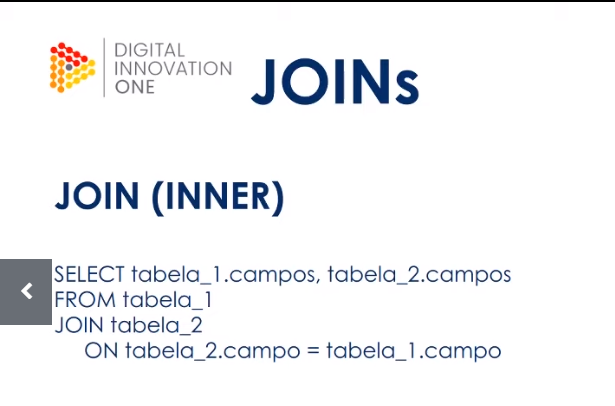 DIGITAL
INNOVATION
ONE
JOINs
JOIN (INNER)
SELECT tabela_1.campos, tabela_2.campos
FROM tabela_1
JOIN tabela_2
ON tabela_2.campo = tabela_1.campo